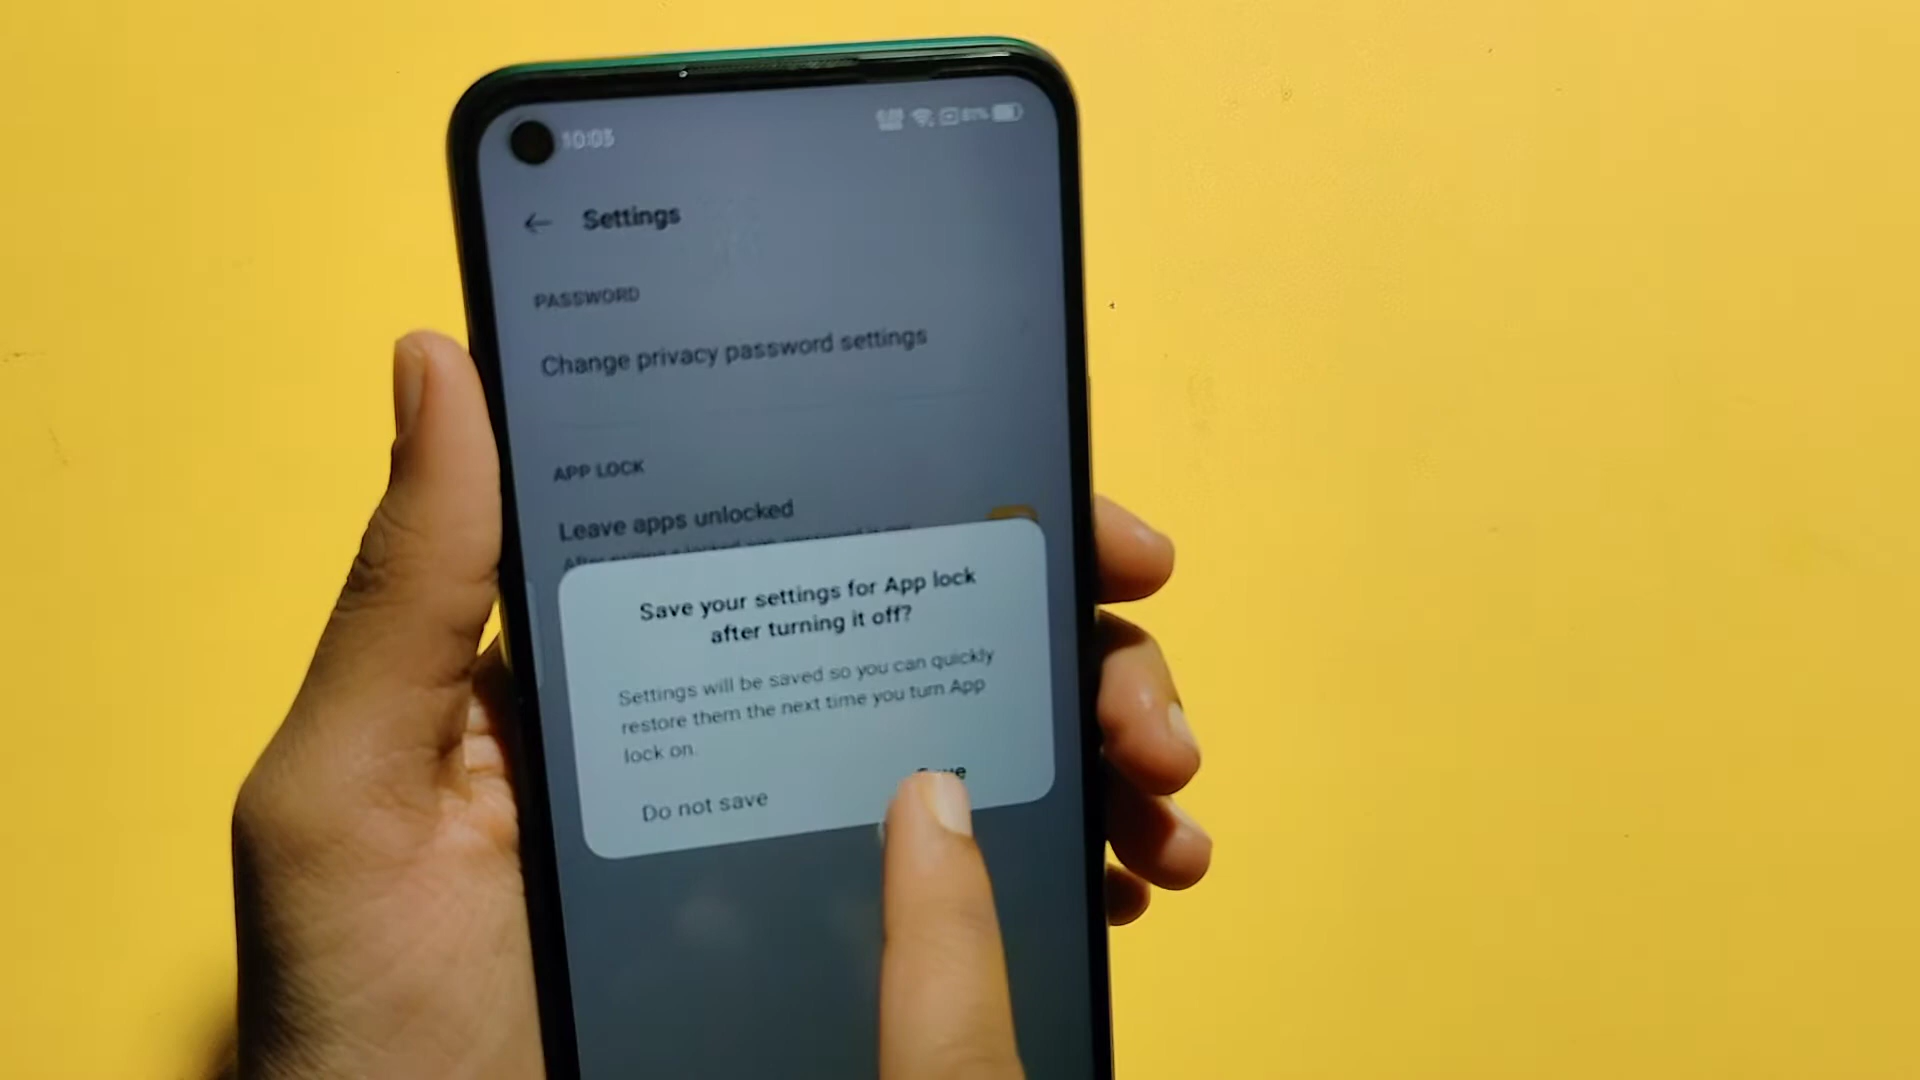 10:03
81%
Settings
PASSWORD
Change privacy password settings
APP LOCK
Leave apps unlocked
Save your settings for App lock
after turning it off?
Settings will be saved so you can quickly
restore them the next time you turn App
lock on.
Save
Do not save